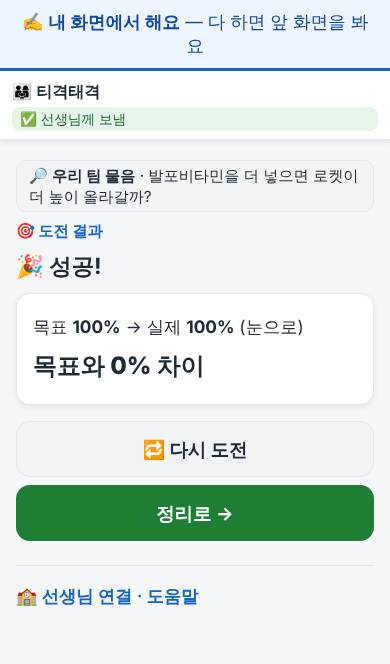 ✍️ 내 화면에서 해요 — 다 하면 앞 화면을 봐
요
👨‍👩‍👧 티격태격
✅ 선생님께 보냄
🔎 우리 팀 물음 · 발포비타민을 더 넣으면 로켓이
더 높이 올라갈까?
🎯 도전 결과
🎉 성공!
목표 100% → 실제 100% (눈으로)
목표와 0% 차이
🔁 다시 도전
정리로 →
🏫 선생님 연결 · 도움말